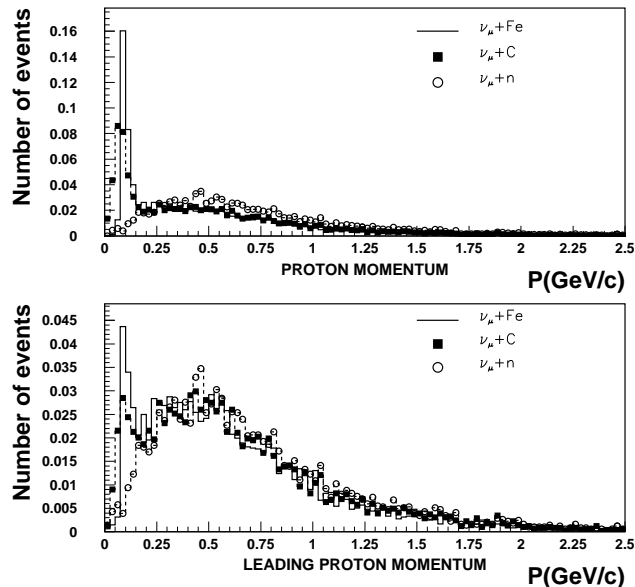 Number of events
0.16
0.14
0.12
0.1
0.08
0.06
0.04
0.02
0
ν_μ+Fe
ν_μ+C
ν_μ+n
0 0.25 0.5 0.75 1 1.25 1.5 1.75 2 2.25 2.5
PROTON MOMENTUM
P(GeV/c)
Number of events
0.045
0.04
0.035
0.03
0.025
0.02
0.015
0.01
0.005
0
ν_μ+Fe
ν_μ+C
ν_μ+n
0 0.25 0.5 0.75 1 1.25 1.5 1.75 2 2.25 2.5
LEADING PROTON MOMENTUM
P(GeV/c)